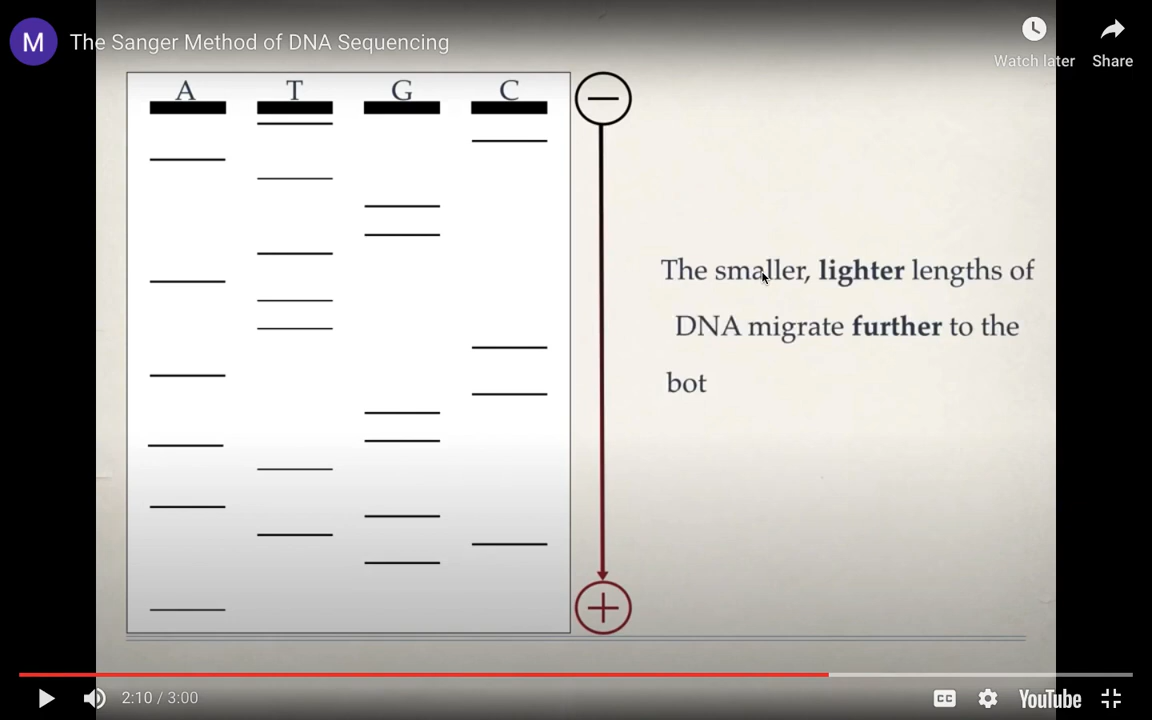 M
The Sanger Method of DNA Sequencing
Watch later
Share
A T G C
The smaller, lighter lengths of
DNA migrate further to the
bot
2:10 / 3:00
CC
YouTube